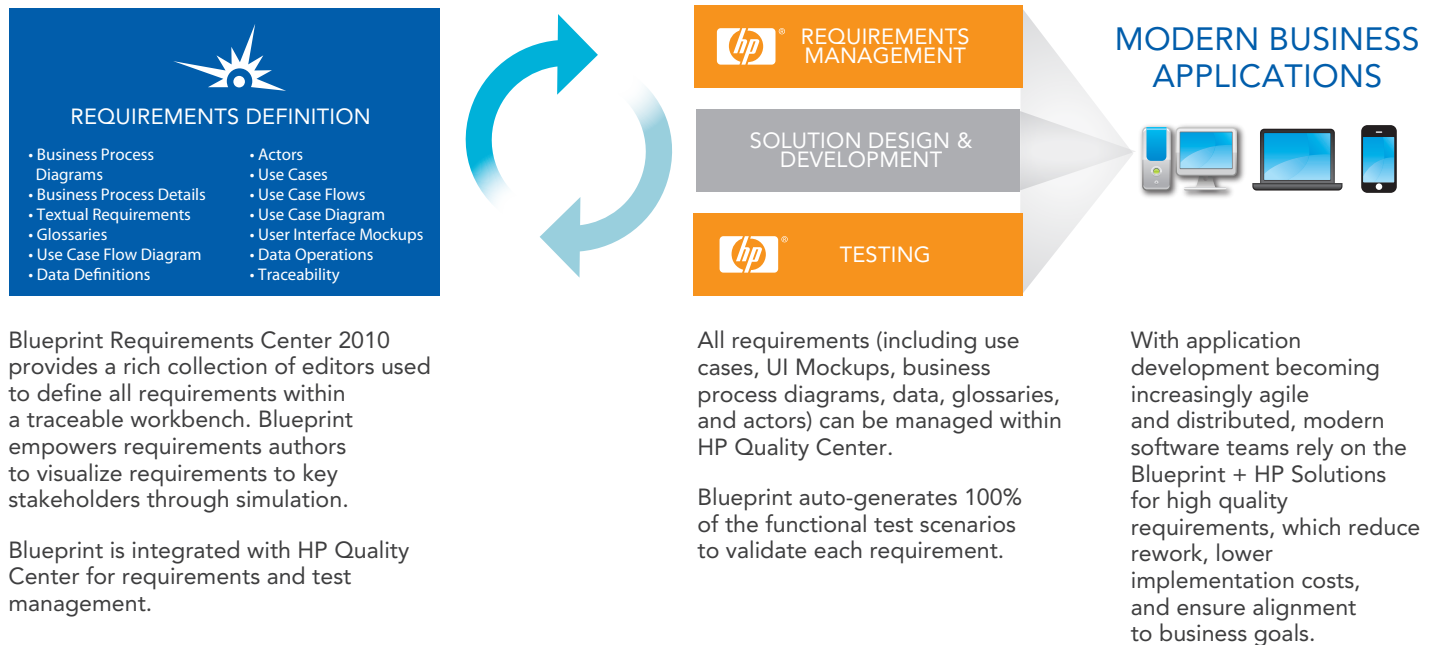 REQUIREMENTS DEFINITION
• Business Process
Diagrams
• Business Process Details
• Textual Requirements
• Glossaries
• Use Case Flow Diagram
• Data Definitions
• Actors
• Use Cases
• Use Case Flows
• Use Case Diagram
• User Interface Mockups
• Data Operations
• Traceability
hp®
REQUIREMENTS
MANAGEMENT
SOLUTION DESIGN &
DEVELOPMENT
hp®
TESTING
MODERN BUSINESS
APPLICATIONS
Blueprint Requirements Center 2010
provides a rich collection of editors used
to define all requirements within
a traceable workbench. Blueprint
empowers requirements authors
to visualize requirements to key
stakeholders through simulation.
Blueprint is integrated with HP Quality
Center for requirements and test
management.
All requirements (including use
cases, UI Mockups, business
process diagrams, data, glossaries,
and actors) can be managed within
HP Quality Center.
Blueprint auto-generates 100%
of the functional test scenarios
to validate each requirement.
With application
development becoming
increasingly agile
and distributed, modern
software teams rely on the
Blueprint + HP Solutions
for high quality
requirements, which reduce
rework, lower
implementation costs,
and ensure alignment
to business goals.